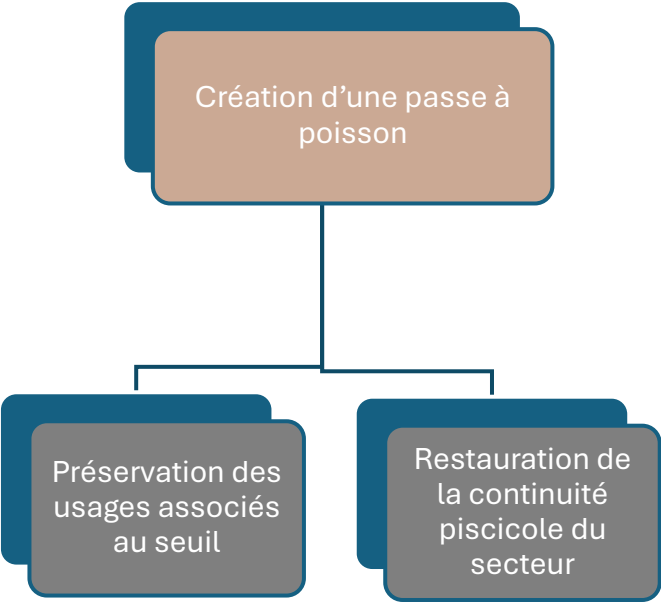 Création d’une passe à
poisson
Préservation des
usages associés
au seuil
Restauration de
la continuité
piscicole du
secteur